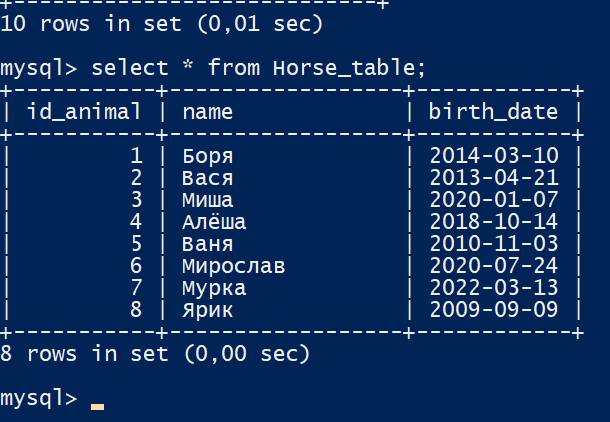 +----------------------------+
10 rows in set (0,01 sec)
mysql> select * from Horse_table;
+-----------+------------------+------------+
| id_animal | name             | birth_date |
+-----------+------------------+------------+
|         1 | Боря             | 2014-03-10 |
|         2 | Вася             | 2013-04-21 |
|         3 | Миша             | 2020-01-07 |
|         4 | Алёша            | 2018-10-14 |
|         5 | Ваня             | 2010-11-03 |
|         6 | Мирослав         | 2020-07-24 |
|         7 | Мурка            | 2022-03-13 |
|         8 | Ярик             | 2009-09-09 |
+-----------+------------------+------------+
8 rows in set (0,00 sec)
mysql>